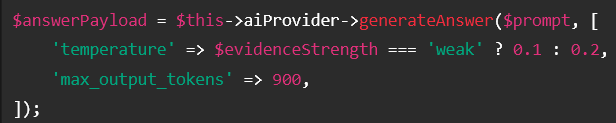 $answerPayload = $this->aiProvider->generateAnswer($prompt, [
    'temperature' => $evidenceStrength === 'weak' ? 0.1 : 0.2,
    'max_output_tokens' => 900,
]);